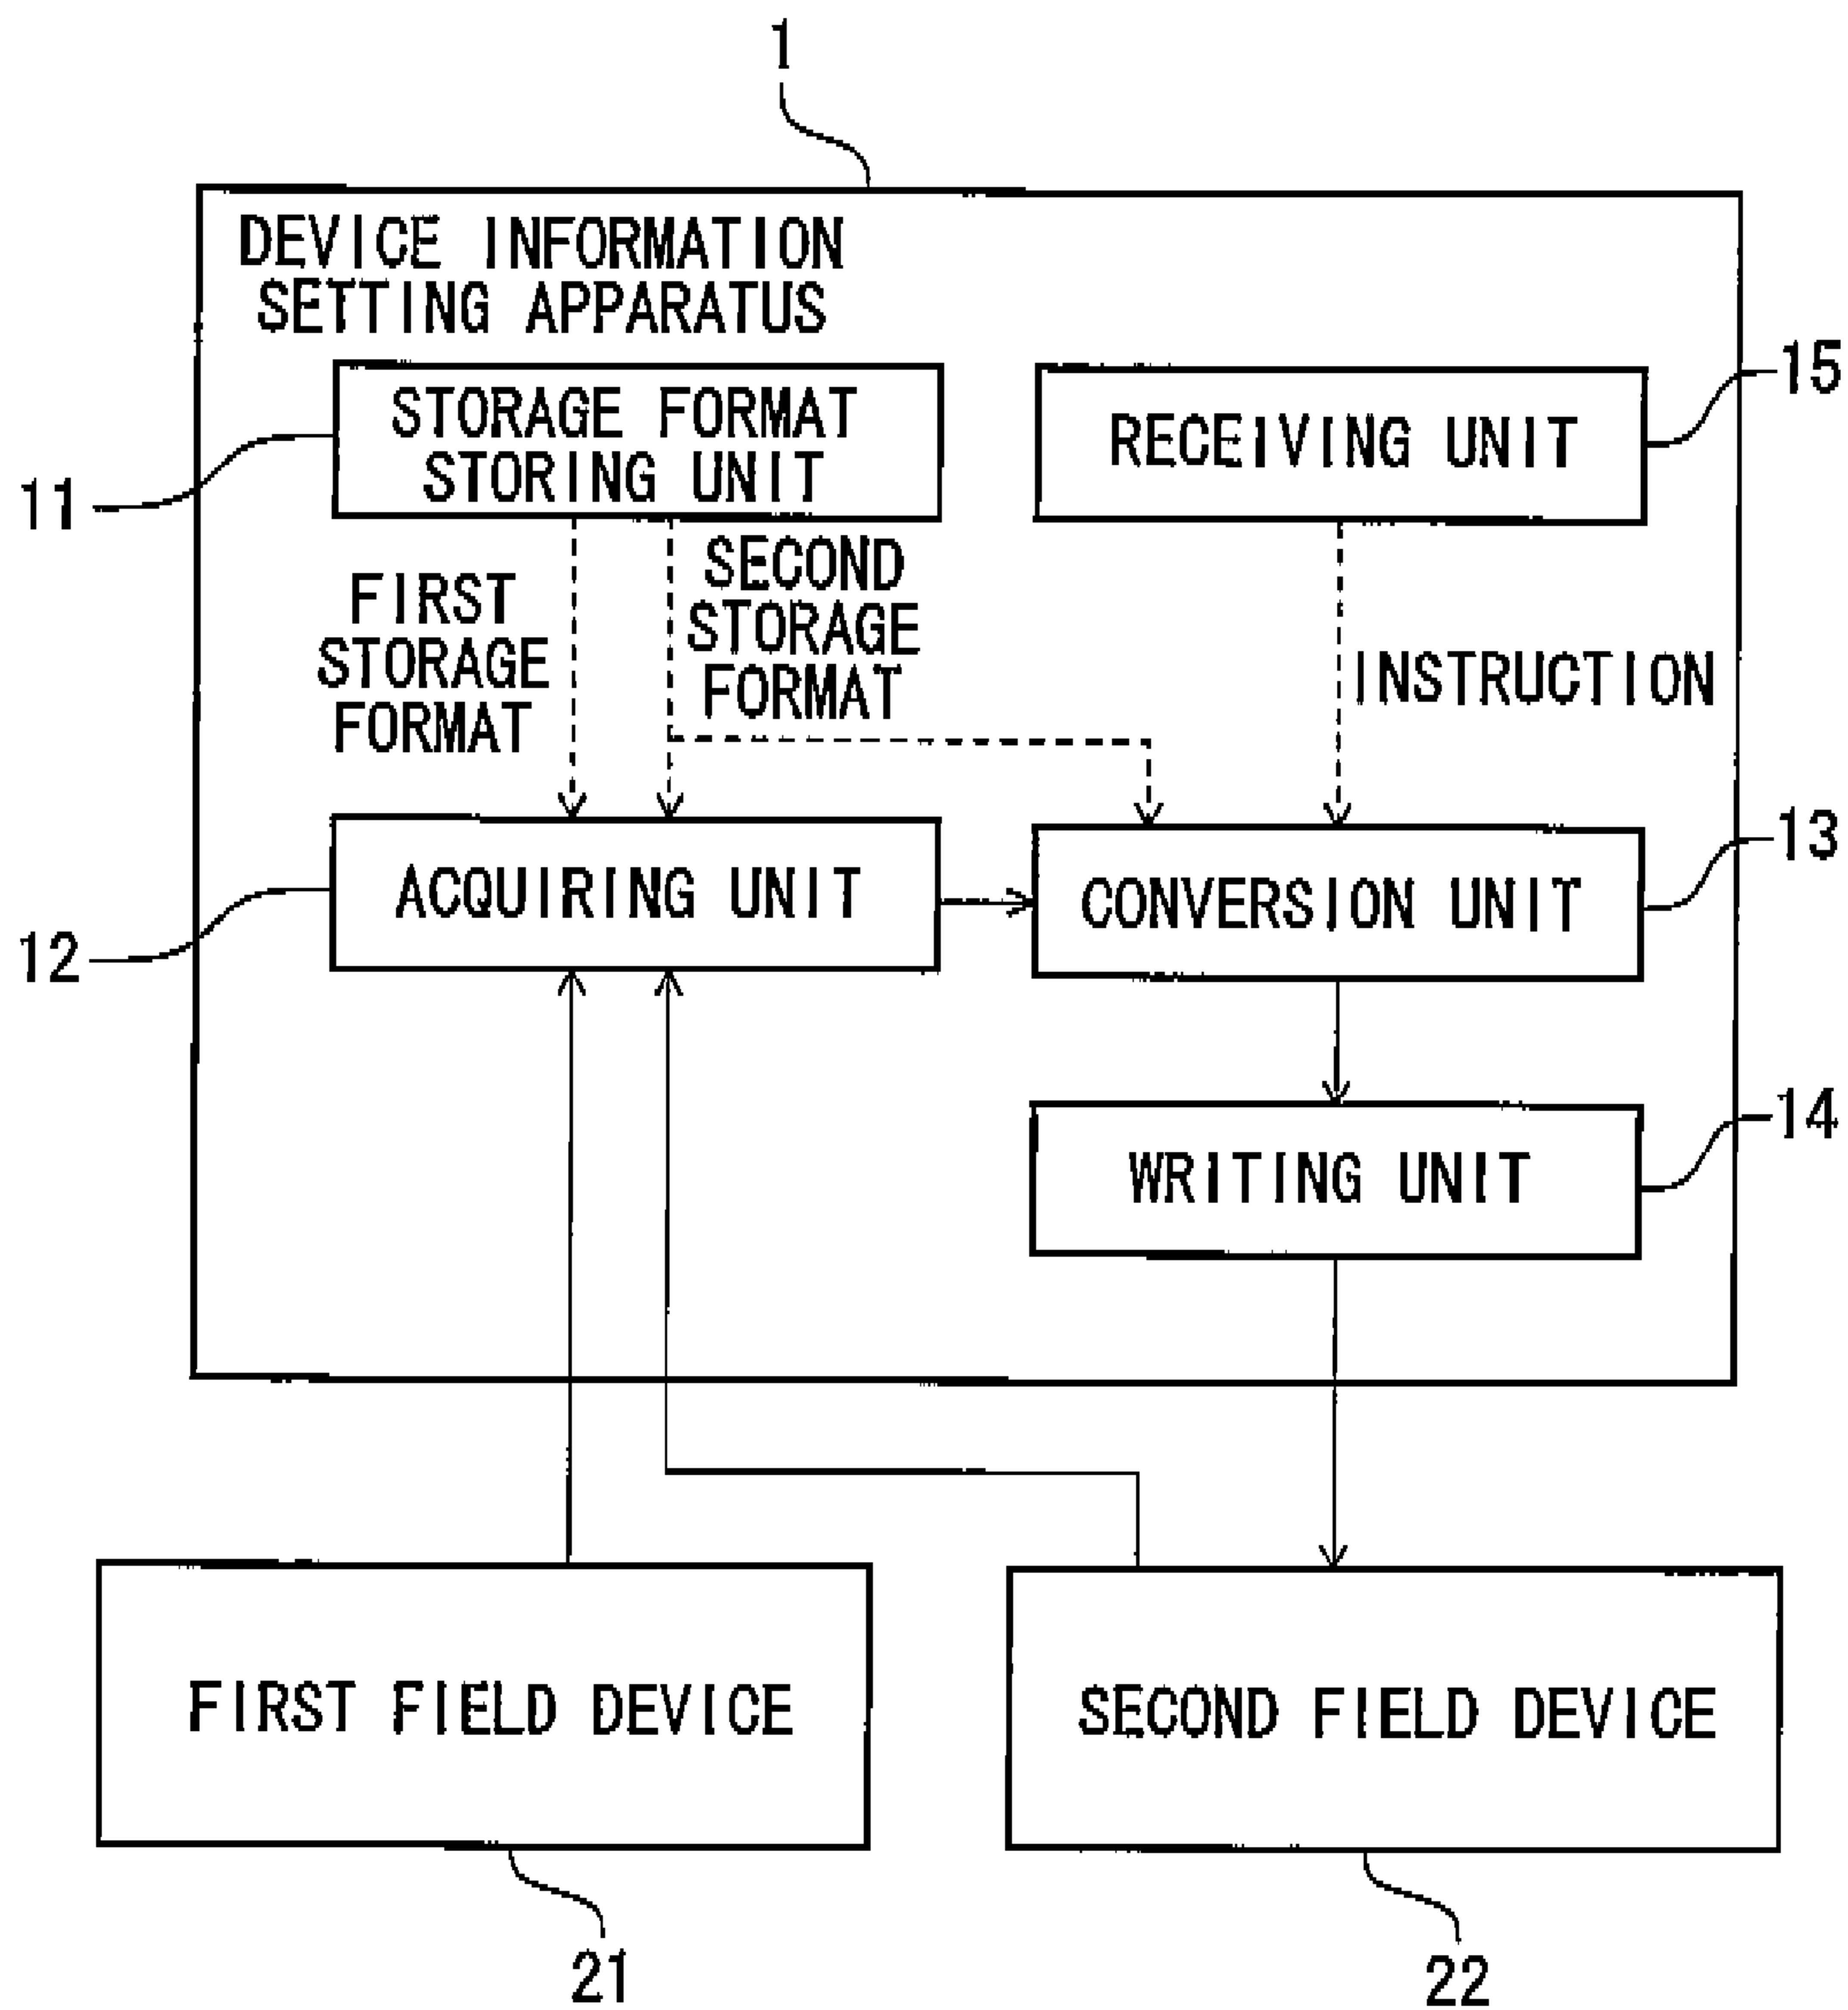 1
DEVICE INFORMATION
SETTING APPARATUS
STORAGE FORMAT
STORING UNIT
11
RECEIVING UNIT
15
FIRST
STORAGE
FORMAT
SECOND
STORAGE
FORMAT
INSTRUCTION
ACQUIRING UNIT
12
CONVERSION UNIT
13
WRITING UNIT
14
FIRST FIELD DEVICE
21
SECOND FIELD DEVICE
22